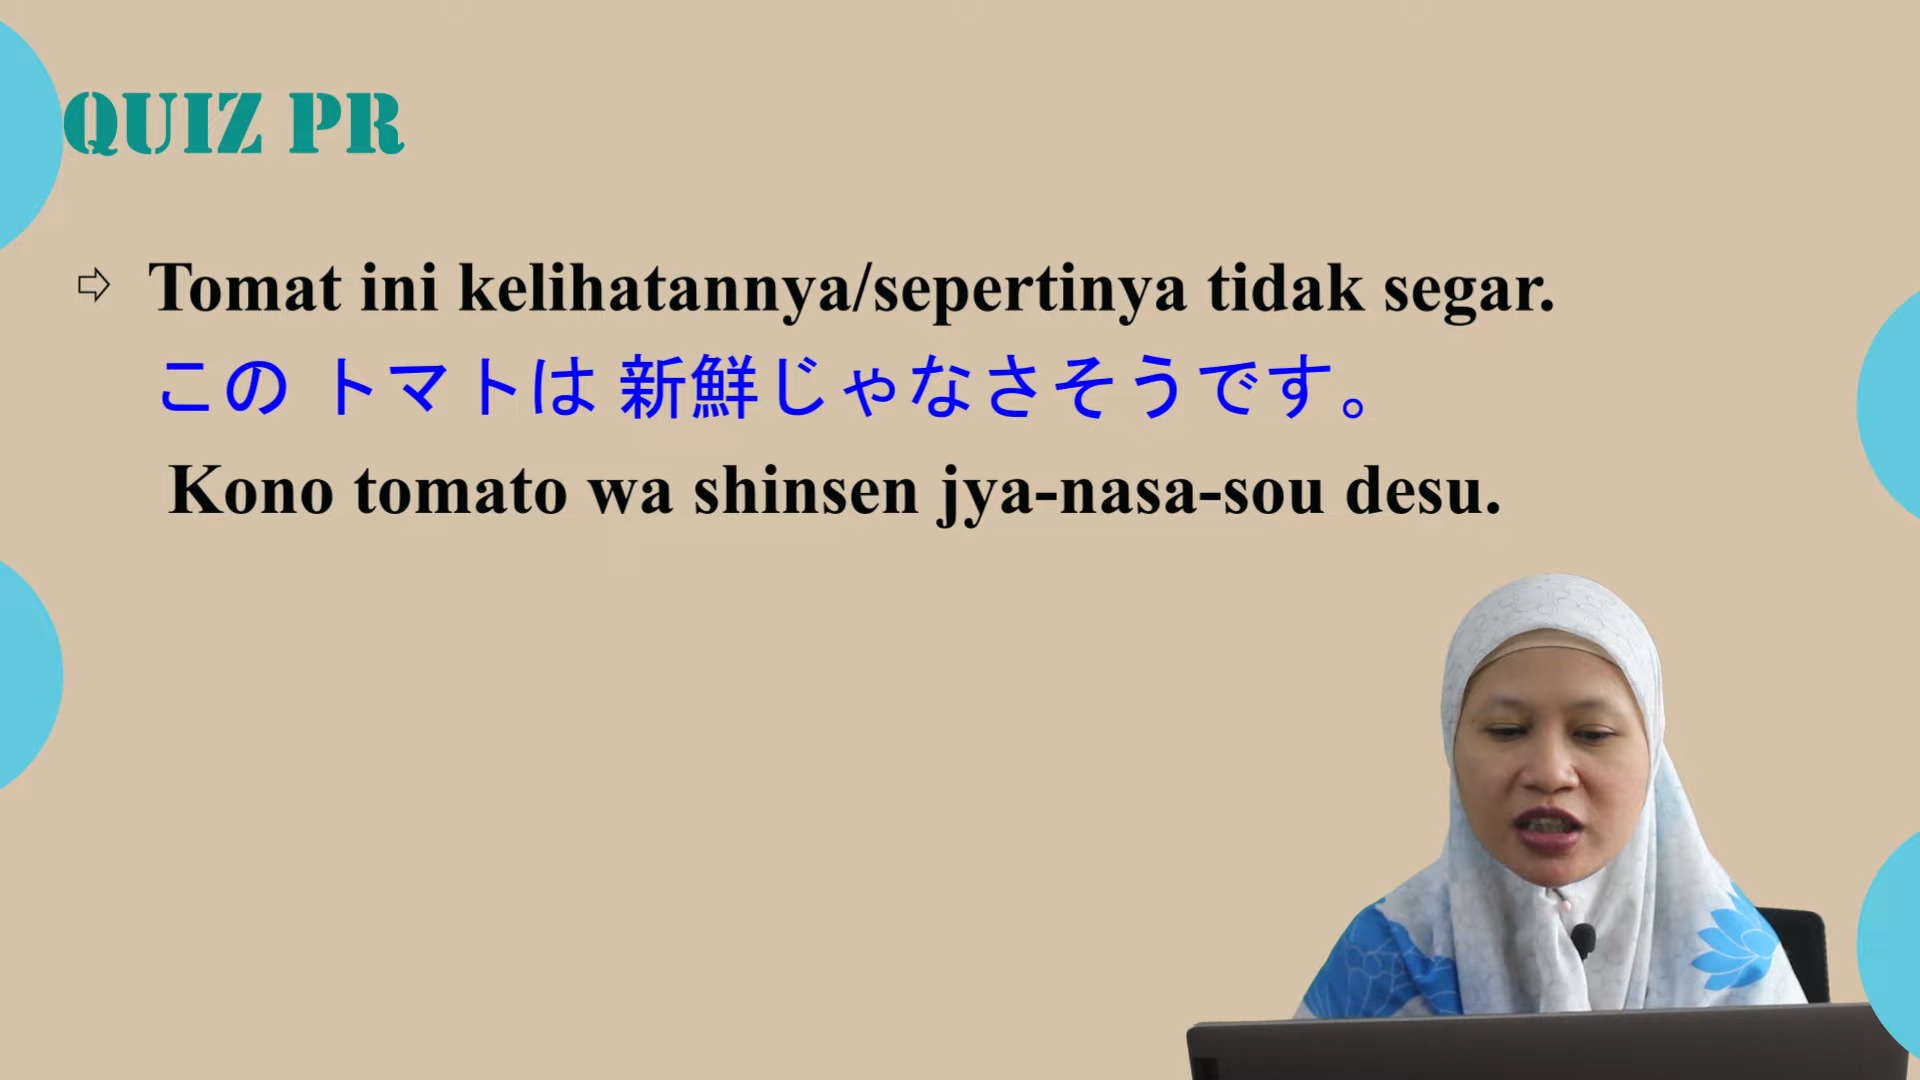 QUIZ PR
⇨ Tomat ini kelihatannya/sepertinya tidak segar.
この トマトは 新鮮じゃなさそうです。
Kono tomato wa shinsen jya-nasa-sou desu.